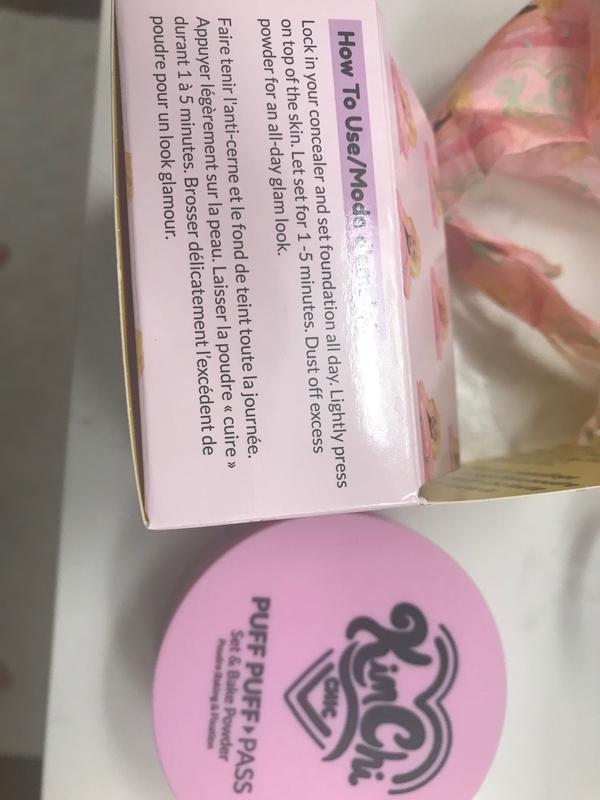 How To Use/Mode
Lock in your concealer and set foundation all day. Lightly press
on top of the skin. Let set for 1 -5 minutes. Dust off excess
powder for an all-day glam look.
Faire tenir l'anti-cerne et le fond de teint toute la journée.
Appuyer légèrement sur la peau. Laisser la poudre « cuire »
durant 1 à 5 minutes. Brosser délicatement l'excédent de
poudre pour un look glamour.
KimChi
CHIC
PUFF PUFF PASS
Set & Bake Powder
Poudre Baking & Fixation